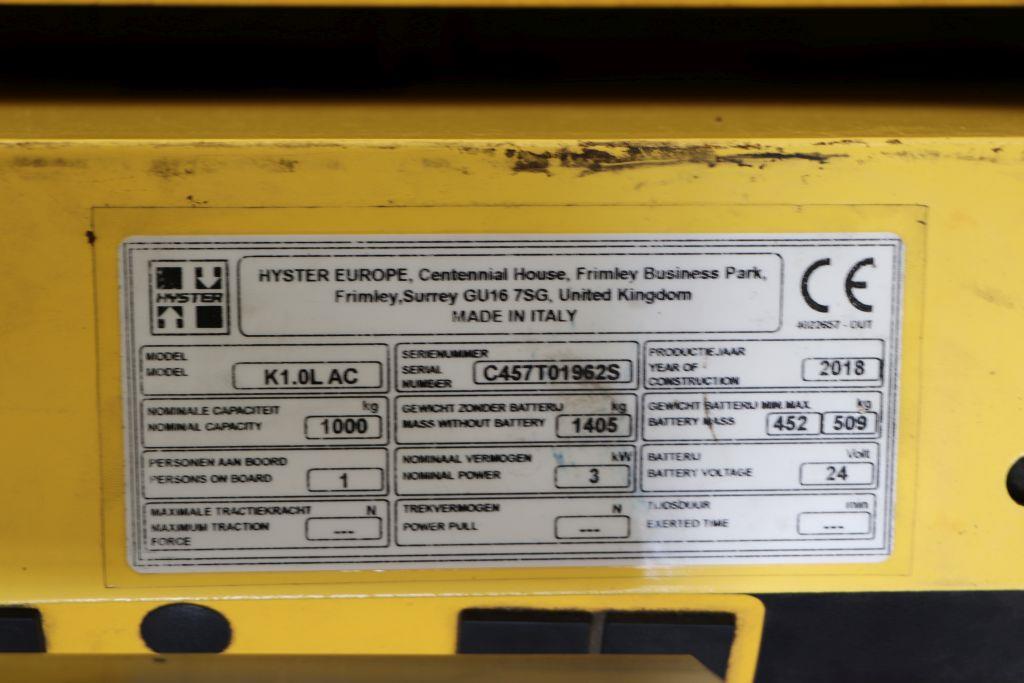 HYSTER
HYSTER EUROPE, Centennial House, Frimley Business Park,
Frimley,Surrey GU16 7SG, United Kingdom
MADE IN ITALY
CE
4022657 - DUT
MODEL
MODEL
K1.0L AC
SERIENUMMER
SERIAL
NUMBER
C457T01962S
PRODUCTIEJAAR
YEAR OF
CONSTRUCTION
2018
NOMINALE CAPACITEIT kg
NOMINAL CAPACITY 1000
GEWICHT ZONDER BATTERIJ kg
MASS WITHOUT BATTERY 1405
GEWICHT BATTERIJ MIN. MAX. kg
BATTERY MASS 452 509
PERSONEN AAN BOORD
PERSONS ON BOARD 1
NOMINAAL VERMOGEN kW
NOMINAL POWER 3
BATTERIJ Volt
BATTERY VOLTAGE 24
MAXIMALE TRACTIEKRACHT N
MAXIMUM TRACTION
FORCE ---
TREKVERMOGEN N
POWER PULL ---
TIJDSDUUR min
EXERTED TIME ---